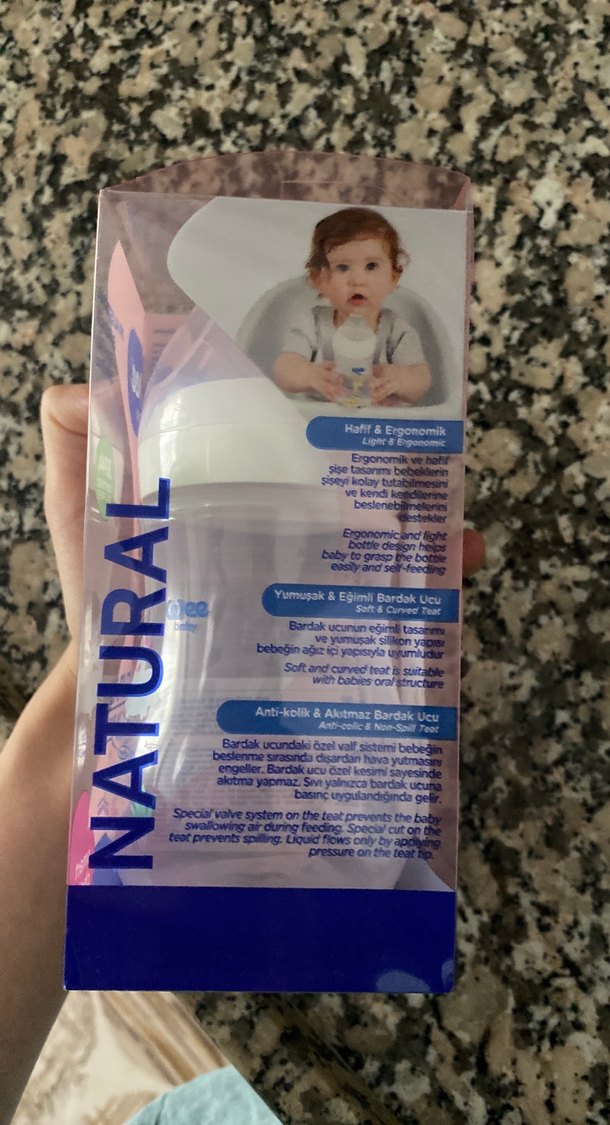 Hafif & Ergonomik
Light & Ergonomic
Ergonomik ve hafif
şişe tasarımı bebeklerin
şişeyi kolay tutabilmesini
ve kendi kendilerine
beslenebilmelerini
destekler
Ergonomic and light
bottle design helps
baby to grasp the bottle
easily and self-feeding
Yumuşak & Eğimli Bardak Ucu
Soft & Curved Teat
Bardak ucunun eğimli tasarımı
ve yumuşak silikon yapısı
bebeğin ağız içi yapısıyla uyumludur
Soft and curved teat is suitable
with babies oral structure
Anti-kolik & Akıtmaz Bardak Ucu
Anti-colic & Non-Spill Teat
Bardak ucundaki özel valf sistemi bebeğin
beslenme sırasında dışardan hava yutmasını
engeller. Bardak ucu özel kesimi sayesinde
akıtma yapmaz. Sıvı yalnızca bardak ucuna
basınç uygulandığında gelir.
Special valve system on the teat prevents the baby
swallowing air during feeding. Special cut on the
teat prevents spilling. Liquid flows only by applying
pressure on the teat tip.
NATURAL
wee
baby